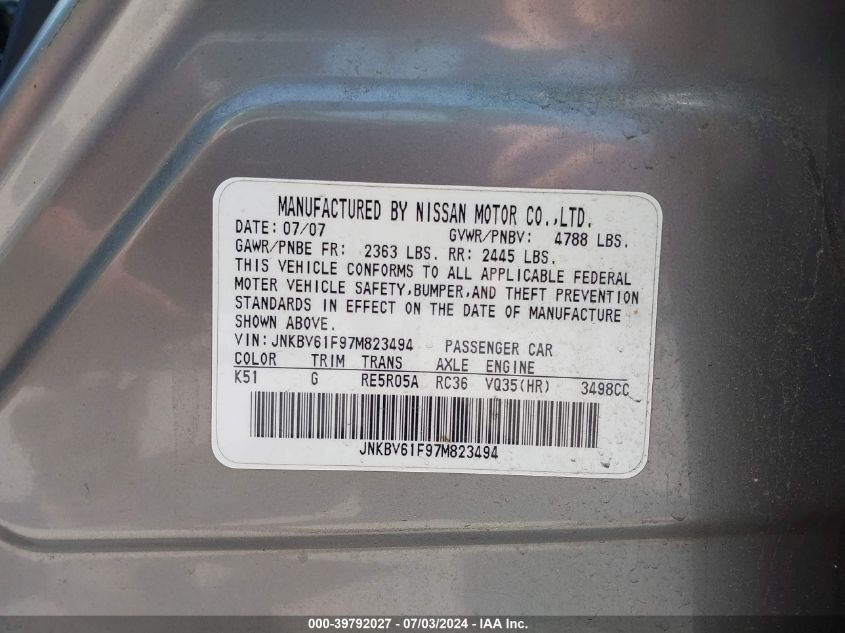 MANUFACTURED BY NISSAN MOTOR CO.,LTD.
DATE: 07/07 GVWR/PNBV: 4788 LBS.
GAWR/PNBE FR: 2363 LBS. RR: 2445 LBS.
THIS VEHICLE CONFORMS TO ALL APPLICABLE FEDERAL
MOTER VEHICLE SAFETY,BUMPER,AND THEFT PREVENTION
STANDARDS IN EFFECT ON THE DATE OF MANUFACTURE
SHOWN ABOVE.
VIN:JNKBV61F97M823494 PASSENGER CAR
COLOR TRIM TRANS AXLE ENGINE
K51 G RE5R05A RC36 VQ35(HR) 3498CC
JNKBV61F97M823494
000-39792027 - 07/03/2024 - IAA Inc.